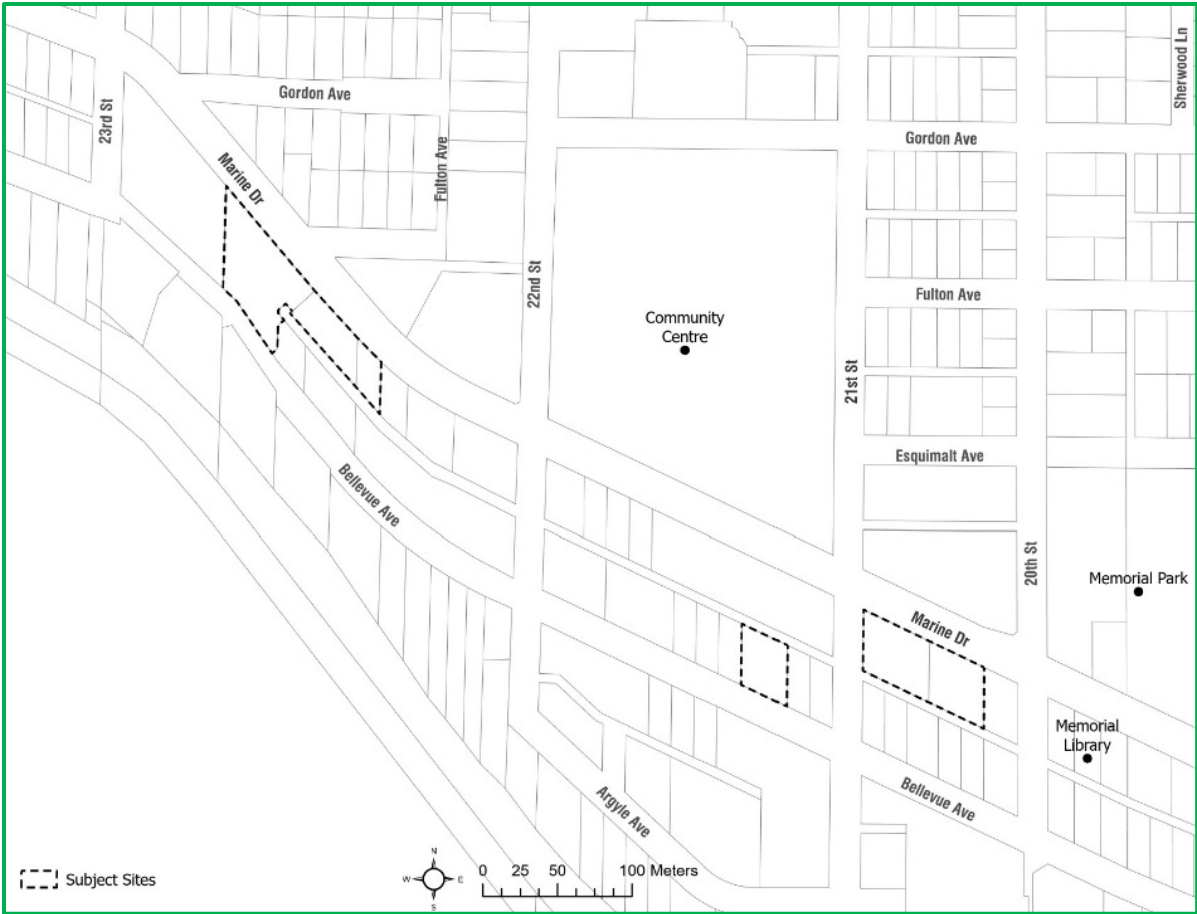 Sherwood Ln
Gordon Ave
23rd St
Gordon Ave
Marine Dr
Fulton Ave
22nd St
Fulton Ave
Community
Centre
21st St
Esquimalt Ave
Bellevue Ave
20th St
Memorial Park
Marine Dr
Memorial
Library
Argyle Ave
Bellevue Ave
N
W
E
S
0 25 50 100 Meters
Subject Sites